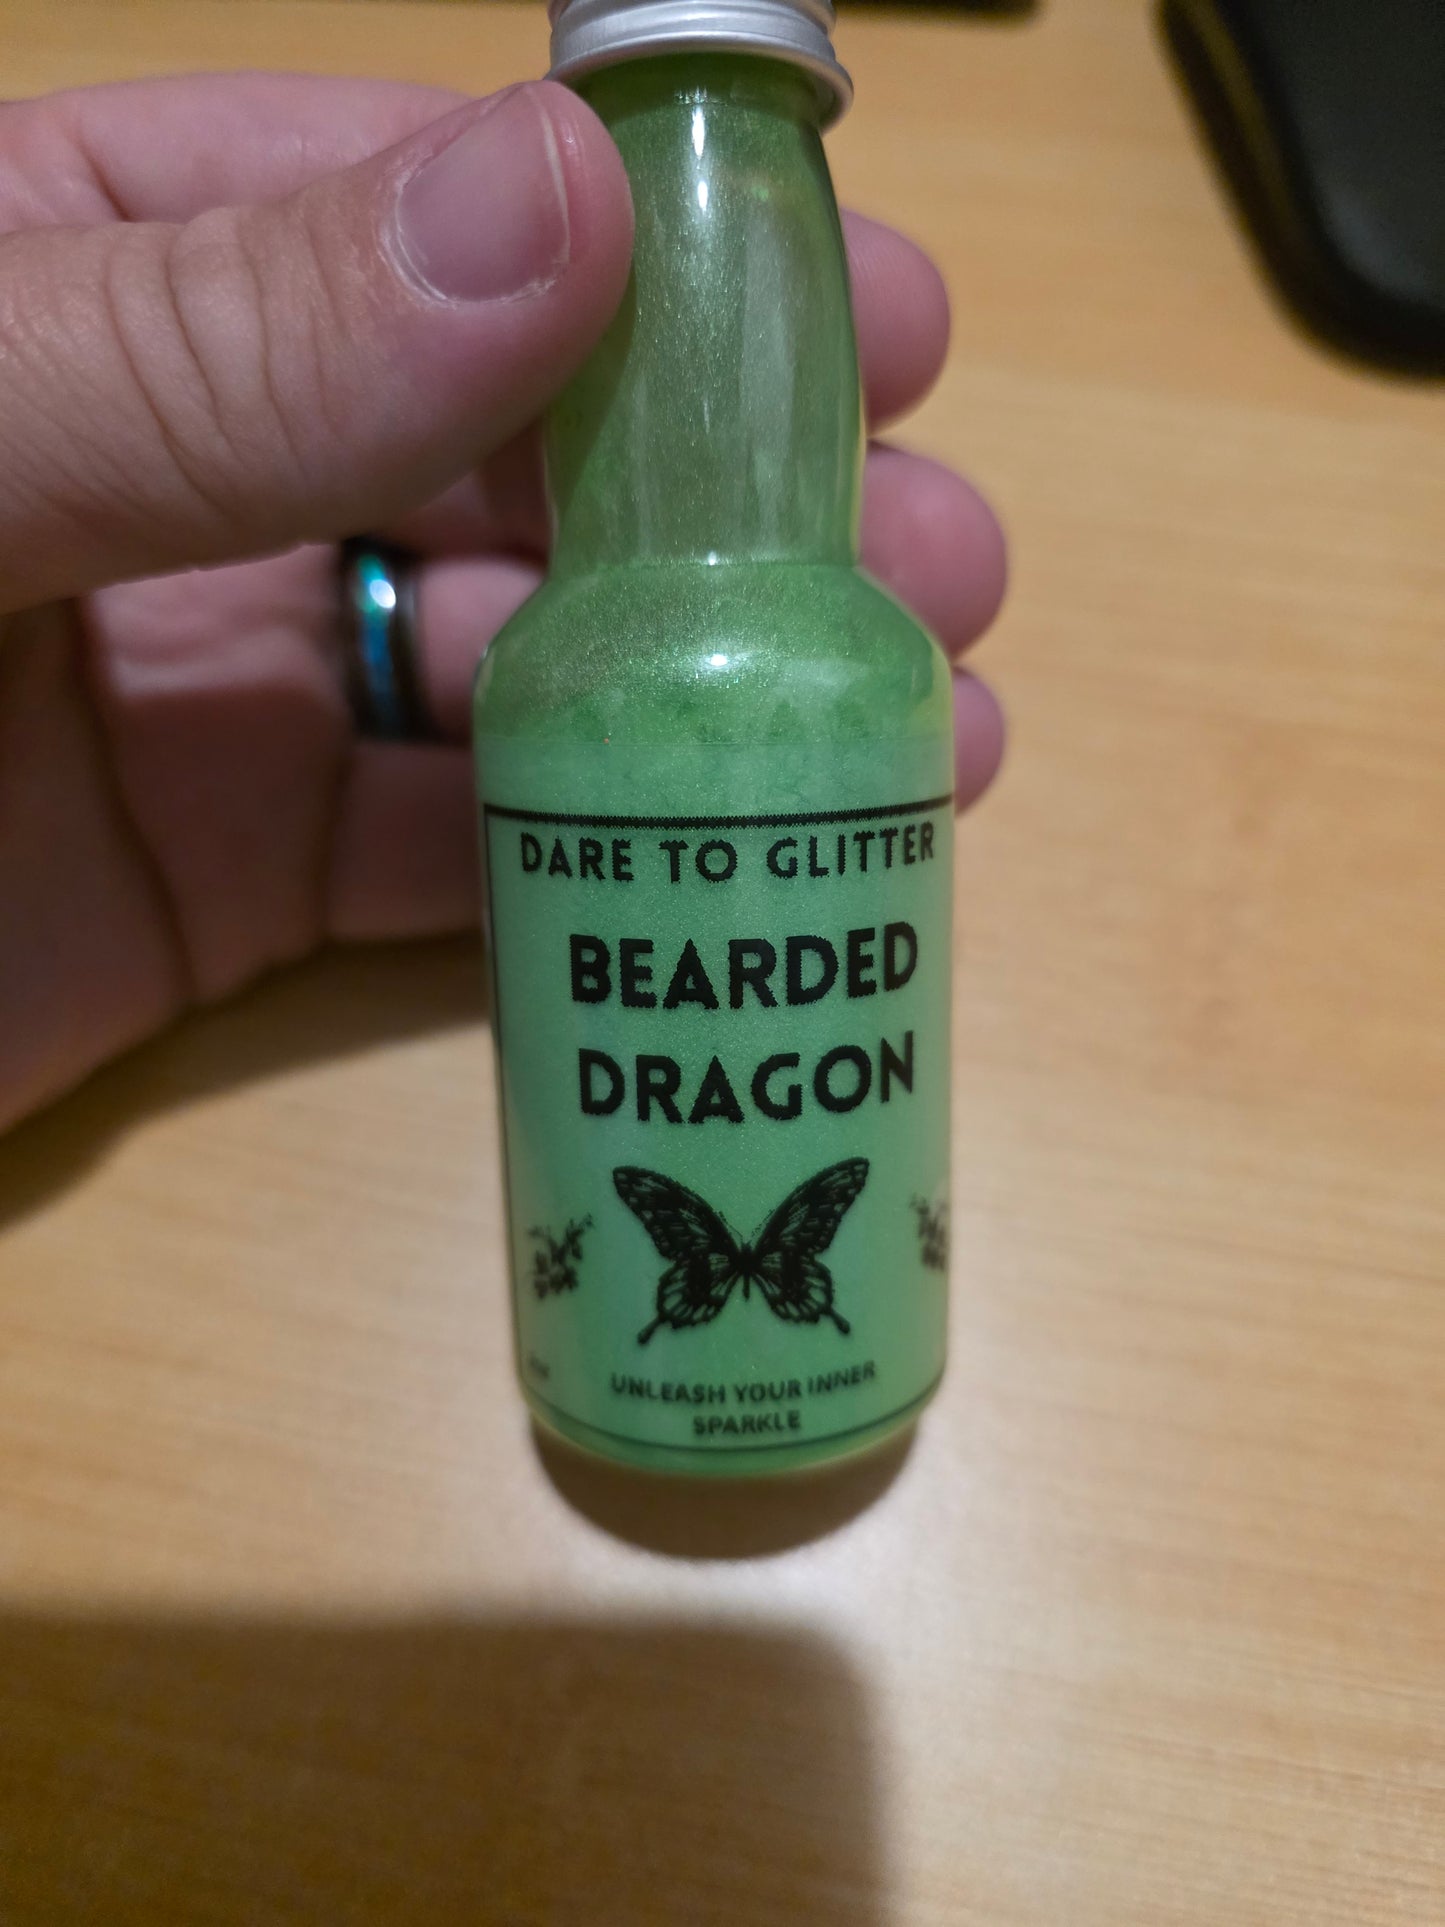 DARE TO GLITTER
BEARDED
DRAGON
UNLEASH YOUR INNER
SPARKLE